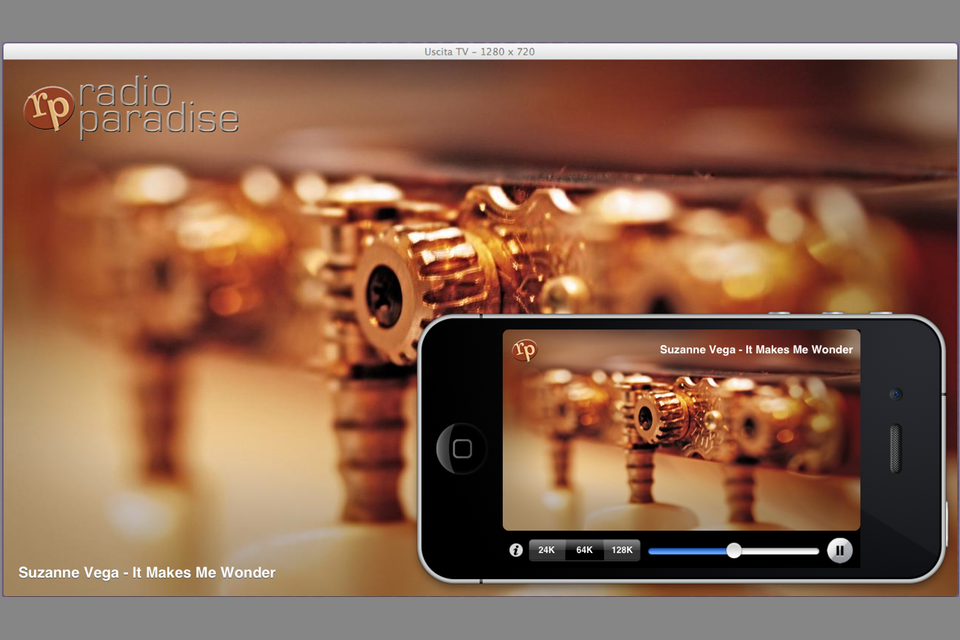 Uscita TV – 1280 x 720
rp radio
paradise
rp
Suzanne Vega - It Makes Me Wonder
i
24K 64K 128K
Suzanne Vega - It Makes Me Wonder